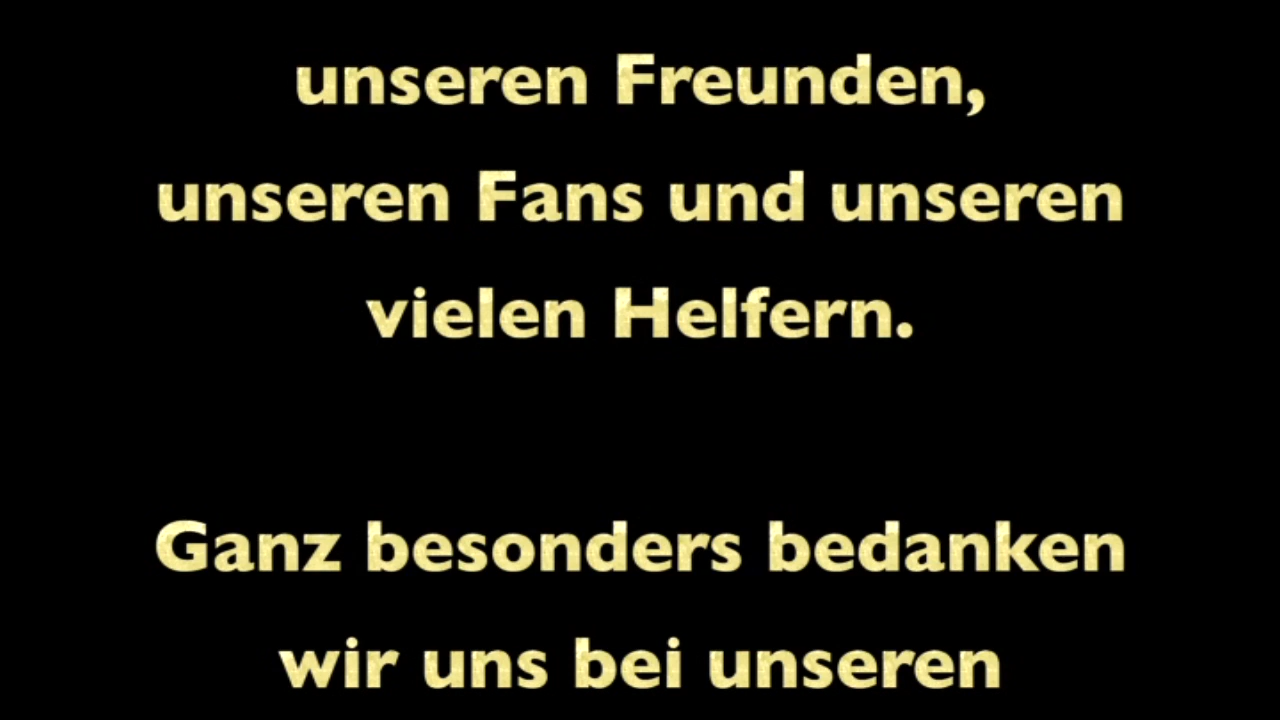 unseren Freunden,
unseren Fans und unseren
vielen Helfern.
Ganz besonders bedanken
wir uns bei unseren